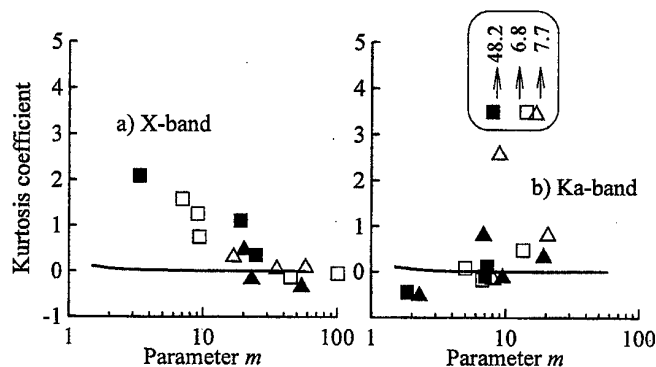 Kurtosis coefficient
5
4
3
2
1
0
-1
a) X-band
1 10 100
Parameter m
5
4
3
2
1
0
-1
48.2
6.8
7.7
b) Ka-band
1 10 100
Parameter m